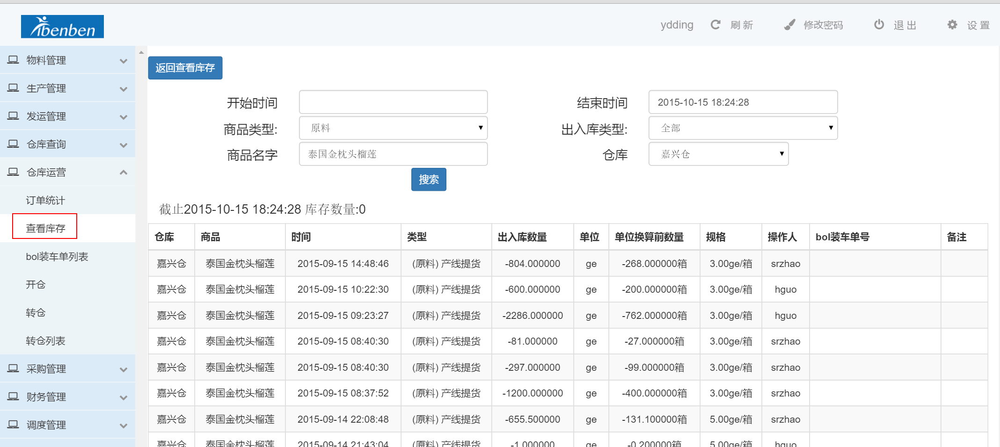 benben
ydding 刷 新 修改密码 退 出 设 置
物料管理
生产管理
发运管理
仓库查询
仓库运营
订单统计
查看库存
bol装车单列表
开仓
转仓
转仓列表
采购管理
财务管理
调度管理
返回查看库存
开始时间 结束时间 2015-10-15 18:24:28
商品类型: 原料 出入库类型: 全部
商品名字 泰国金枕头榴莲 仓库 嘉兴仓
搜索
截止2015-10-15 18:24:28 库存数量:0
仓库 商品 时间 类型 出入库数量 单位 单位换算前数量 规格 操作人 bol装车单号 备注
嘉兴仓 泰国金枕头榴莲 2015-09-15 14:48:46 (原料) 产线提货 -804.000000 ge -268.000000箱 3.00ge/箱 srzhao
嘉兴仓 泰国金枕头榴莲 2015-09-15 10:22:30 (原料) 产线提货 -600.000000 ge -200.000000箱 3.00ge/箱 hguo
嘉兴仓 泰国金枕头榴莲 2015-09-15 09:23:27 (原料) 产线提货 -2286.000000 ge -762.000000箱 3.00ge/箱 hguo
嘉兴仓 泰国金枕头榴莲 2015-09-15 08:40:30 (原料) 产线提货 -81.000000 ge -27.000000箱 3.00ge/箱 srzhao
嘉兴仓 泰国金枕头榴莲 2015-09-15 08:40:30 (原料) 产线提货 -297.000000 ge -99.000000箱 3.00ge/箱 srzhao
嘉兴仓 泰国金枕头榴莲 2015-09-15 08:37:52 (原料) 产线提货 -1200.000000 ge -400.000000箱 3.00ge/箱 srzhao
嘉兴仓 泰国金枕头榴莲 2015-09-14 22:08:48 (原料) 产线提货 -655.500000 ge -131.100000箱 5.00ge/箱 srzhao
嘉兴仓 泰国金枕头榴莲 2015-09-14 21:43:04 (原料) 产线提货 -1.000000 ge -0.200000箱 5.00ge/箱 hguo